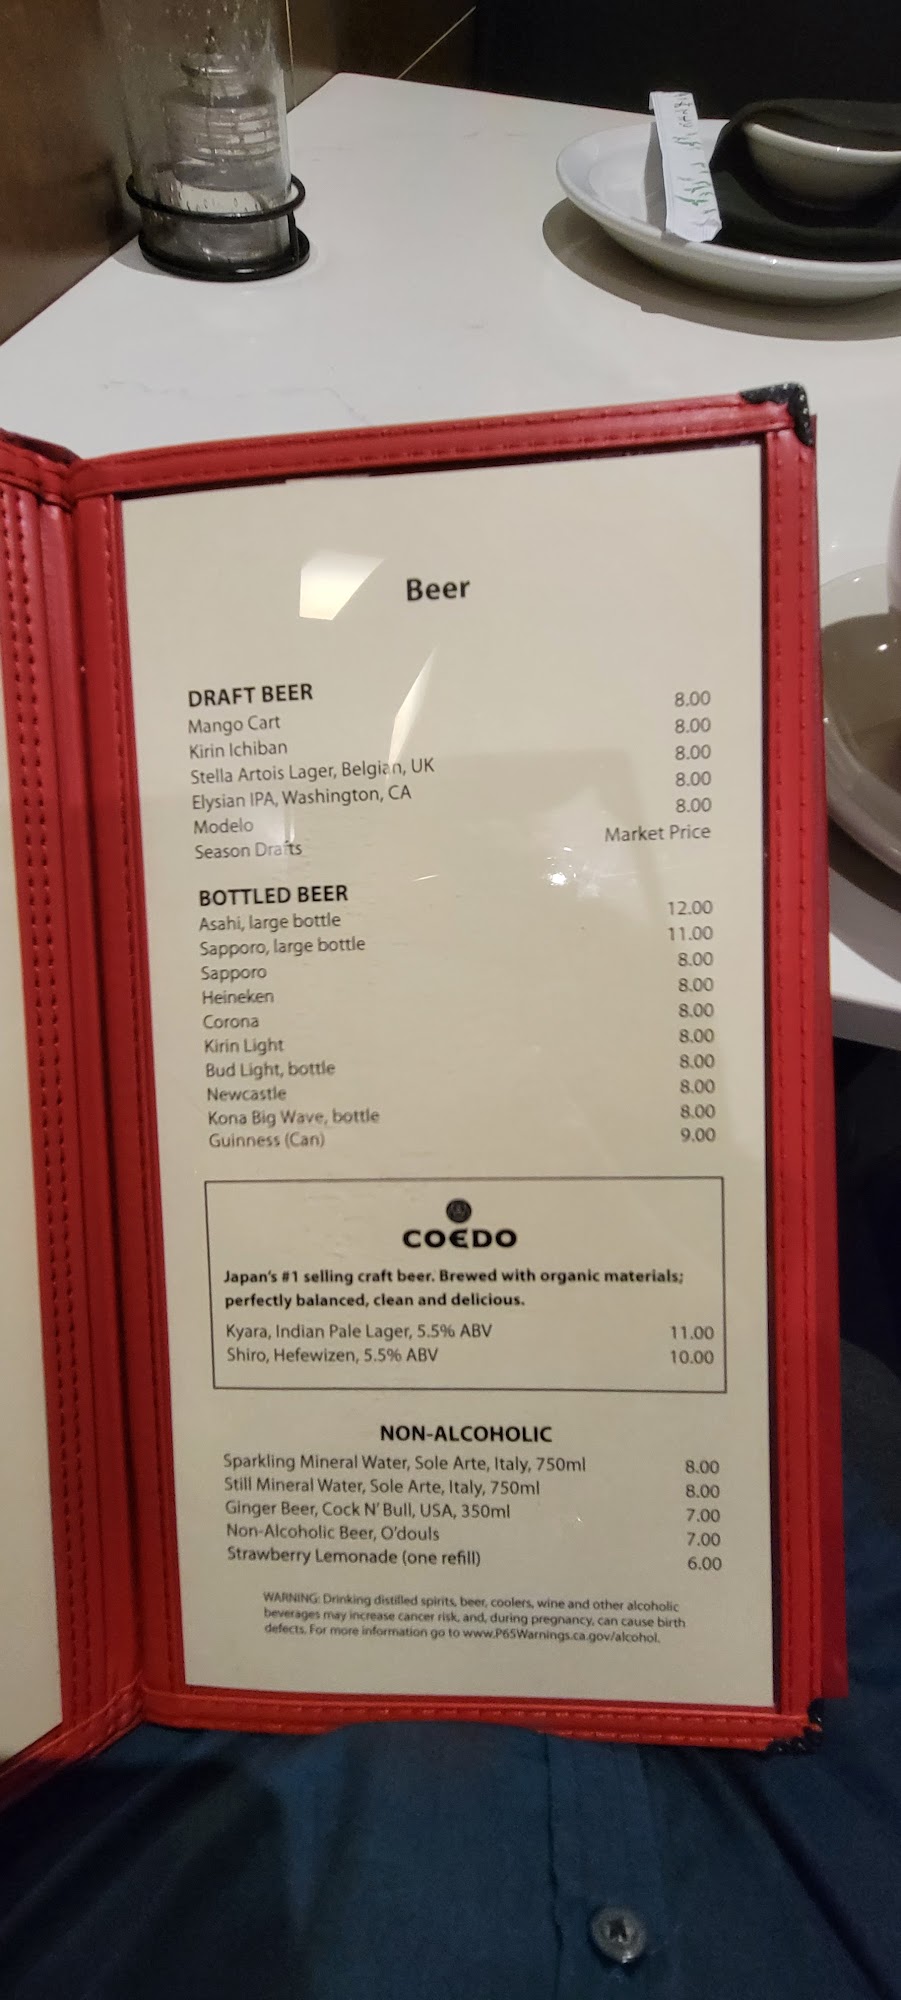 Beer
DRAFT BEER
Mango Cart 8.00
Kirin Ichiban 8.00
Stella Artois Lager, Belgian, UK 8.00
Elysian IPA, Washington, CA 8.00
Modelo 8.00
Season Drafts Market Price
BOTTLED BEER
Asahi, large bottle 12.00
Sapporo, large bottle 11.00
Sapporo 8.00
Heineken 8.00
Corona 8.00
Kirin Light 8.00
Bud Light, bottle 8.00
Newcastle 8.00
Kona Big Wave, bottle 8.00
Guinness (Can) 9.00
COEDO
Japan's #1 selling craft beer. Brewed with organic materials;
perfectly balanced, clean and delicious.
Kyara, Indian Pale Lager, 5.5% ABV 11.00
Shiro, Hefewizen, 5.5% ABV 10.00
NON-ALCOHOLIC
Sparkling Mineral Water, Sole Arte, Italy, 750ml 8.00
Still Mineral Water, Sole Arte, Italy, 750ml 8.00
Ginger Beer, Cock N' Bull, USA, 350ml 7.00
Non-Alcoholic Beer, O'douls 7.00
Strawberry Lemonade (one refill) 6.00
WARNING: Drinking distilled spirits, beer, coolers, wine and other alcoholic
beverages may increase cancer risk, and, during pregnancy, can cause birth
defects. For more information go to www.P65Warnings.ca.gov/alcohol.